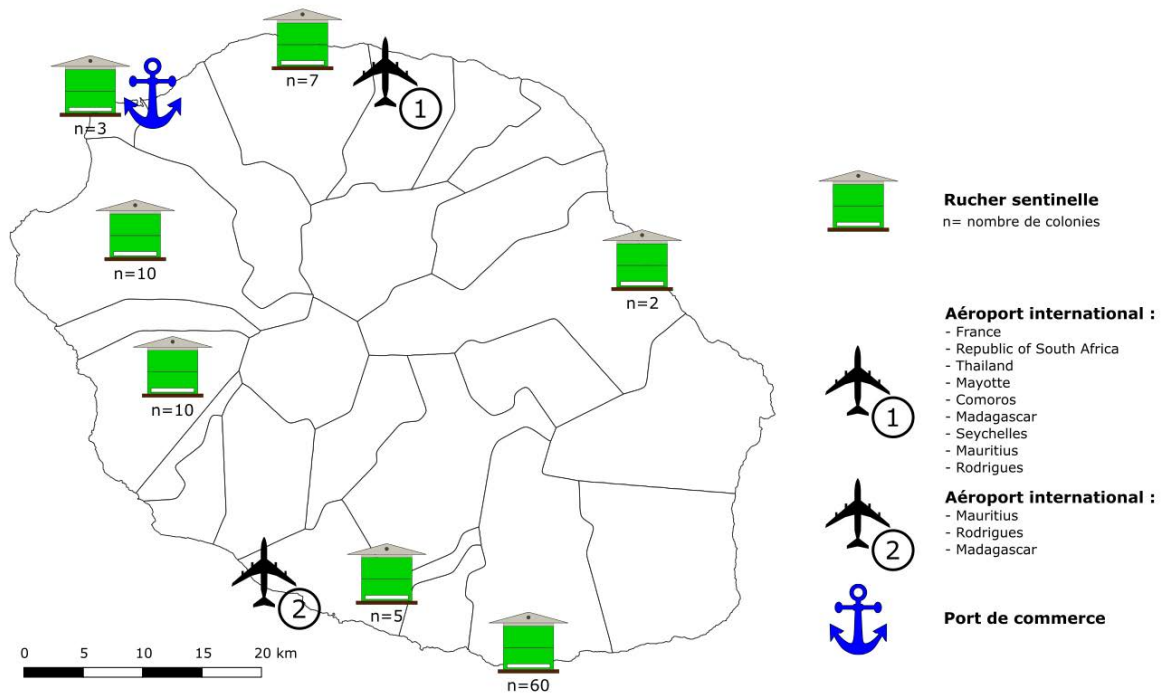 n=7
1
n=3
n=10
n=2
n=10
2
n=5
n=60
0 5 10 15 20 km
Rucher sentinelle
n= nombre de colonies
Aéroport international :
- France
- Republic of South Africa
- Thailand
- Mayotte
- Comoros
- Madagascar
- Seychelles
- Mauritius
- Rodrigues
1
Aéroport international :
- Mauritius
- Rodrigues
- Madagascar
2
Port de commerce